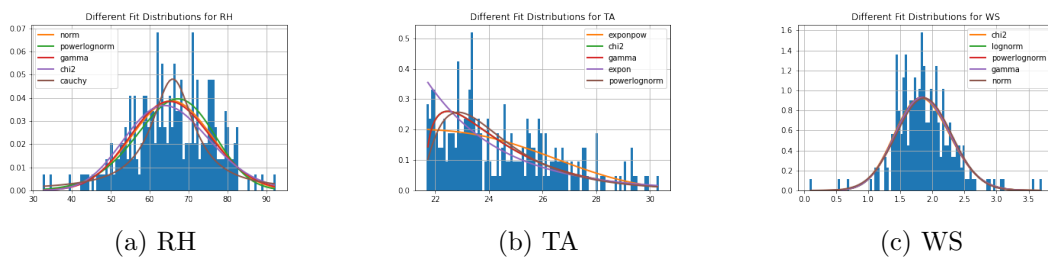 Different Fit Distributions for RH
0.07
0.06
0.05
0.04
0.03
0.02
0.01
0.00
30 40 50 60 70 80 90
norm
powerlognorm
gamma
chi2
cauchy
(a) RH
Different Fit Distributions for TA
0.5
0.4
0.3
0.2
0.1
0.0
22 24 26 28 30
exponpow
chi2
gamma
expon
powerlognorm
(b) TA
Different Fit Distributions for WS
1.6
1.4
1.2
1.0
0.8
0.6
0.4
0.2
0.0
0.0 0.5 1.0 1.5 2.0 2.5 3.0 3.5
chi2
lognorm
powerlognorm
gamma
norm
(c) WS